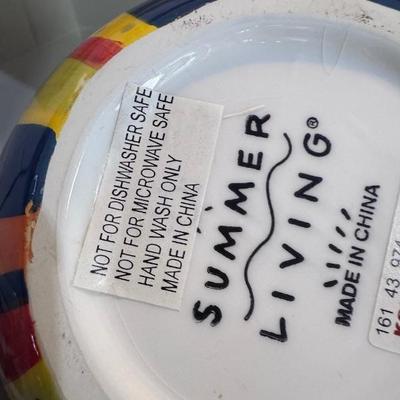 NOT FOR DISHWASHER SAFE
NOT FOR MICROWAVE SAFE
HAND WASH ONLY
MADE IN CHINA
SUMMER
LIVING®
MADE IN CHINA
161 43 974